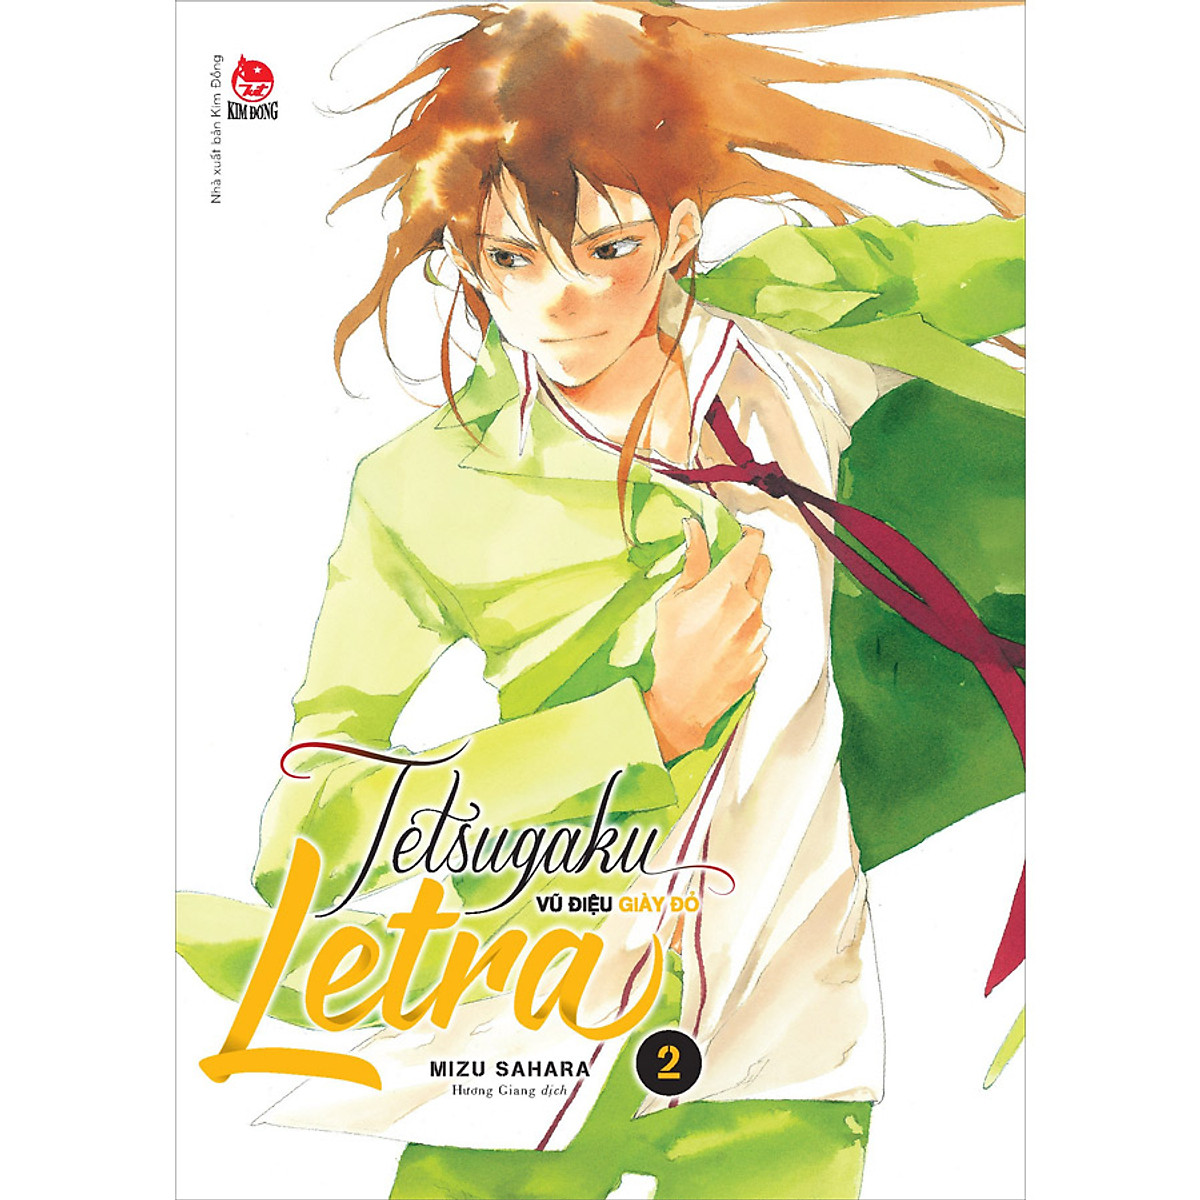 Nhà xuất bản Kim Đồng
KIM ĐỒNG
Tetsugaku
VŨ ĐIỆU GIÀY ĐỎ
Letra
2
MIZU SAHARA
Hương Giang dịch